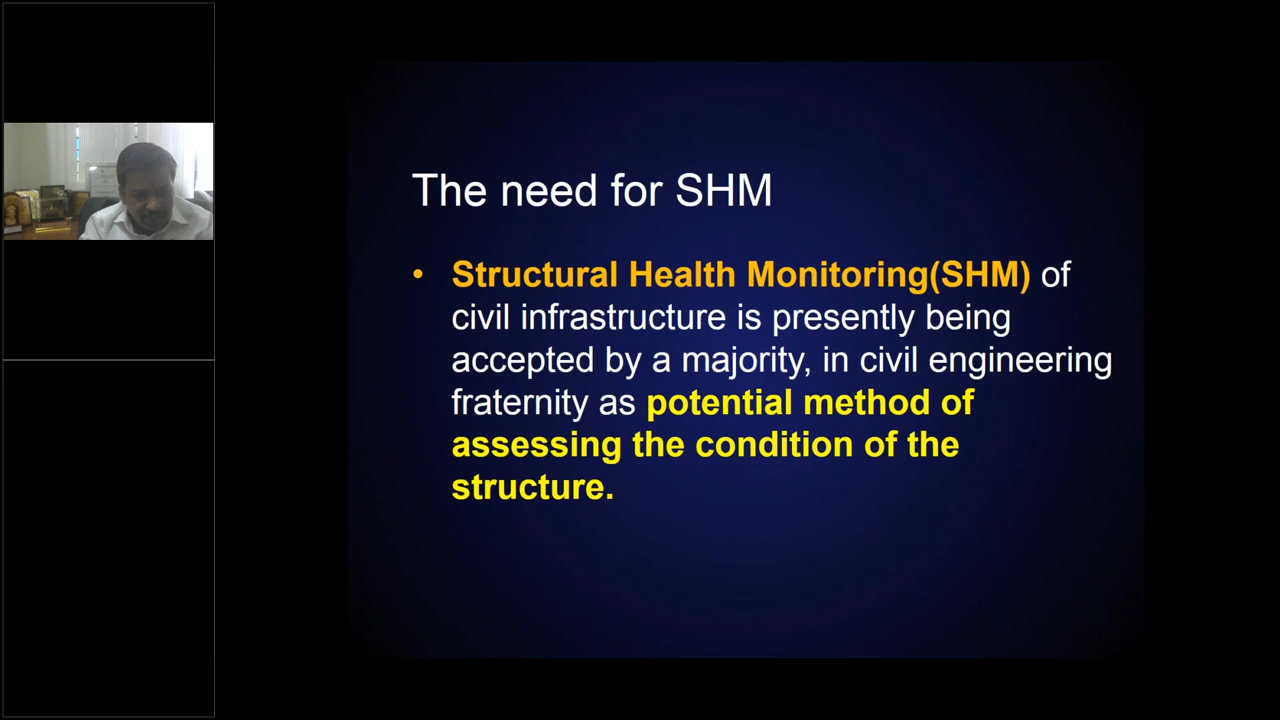 The need for SHM
• Structural Health Monitoring(SHM) of
civil infrastructure is presently being
accepted by a majority, in civil engineering
fraternity as potential method of
assessing the condition of the
structure.